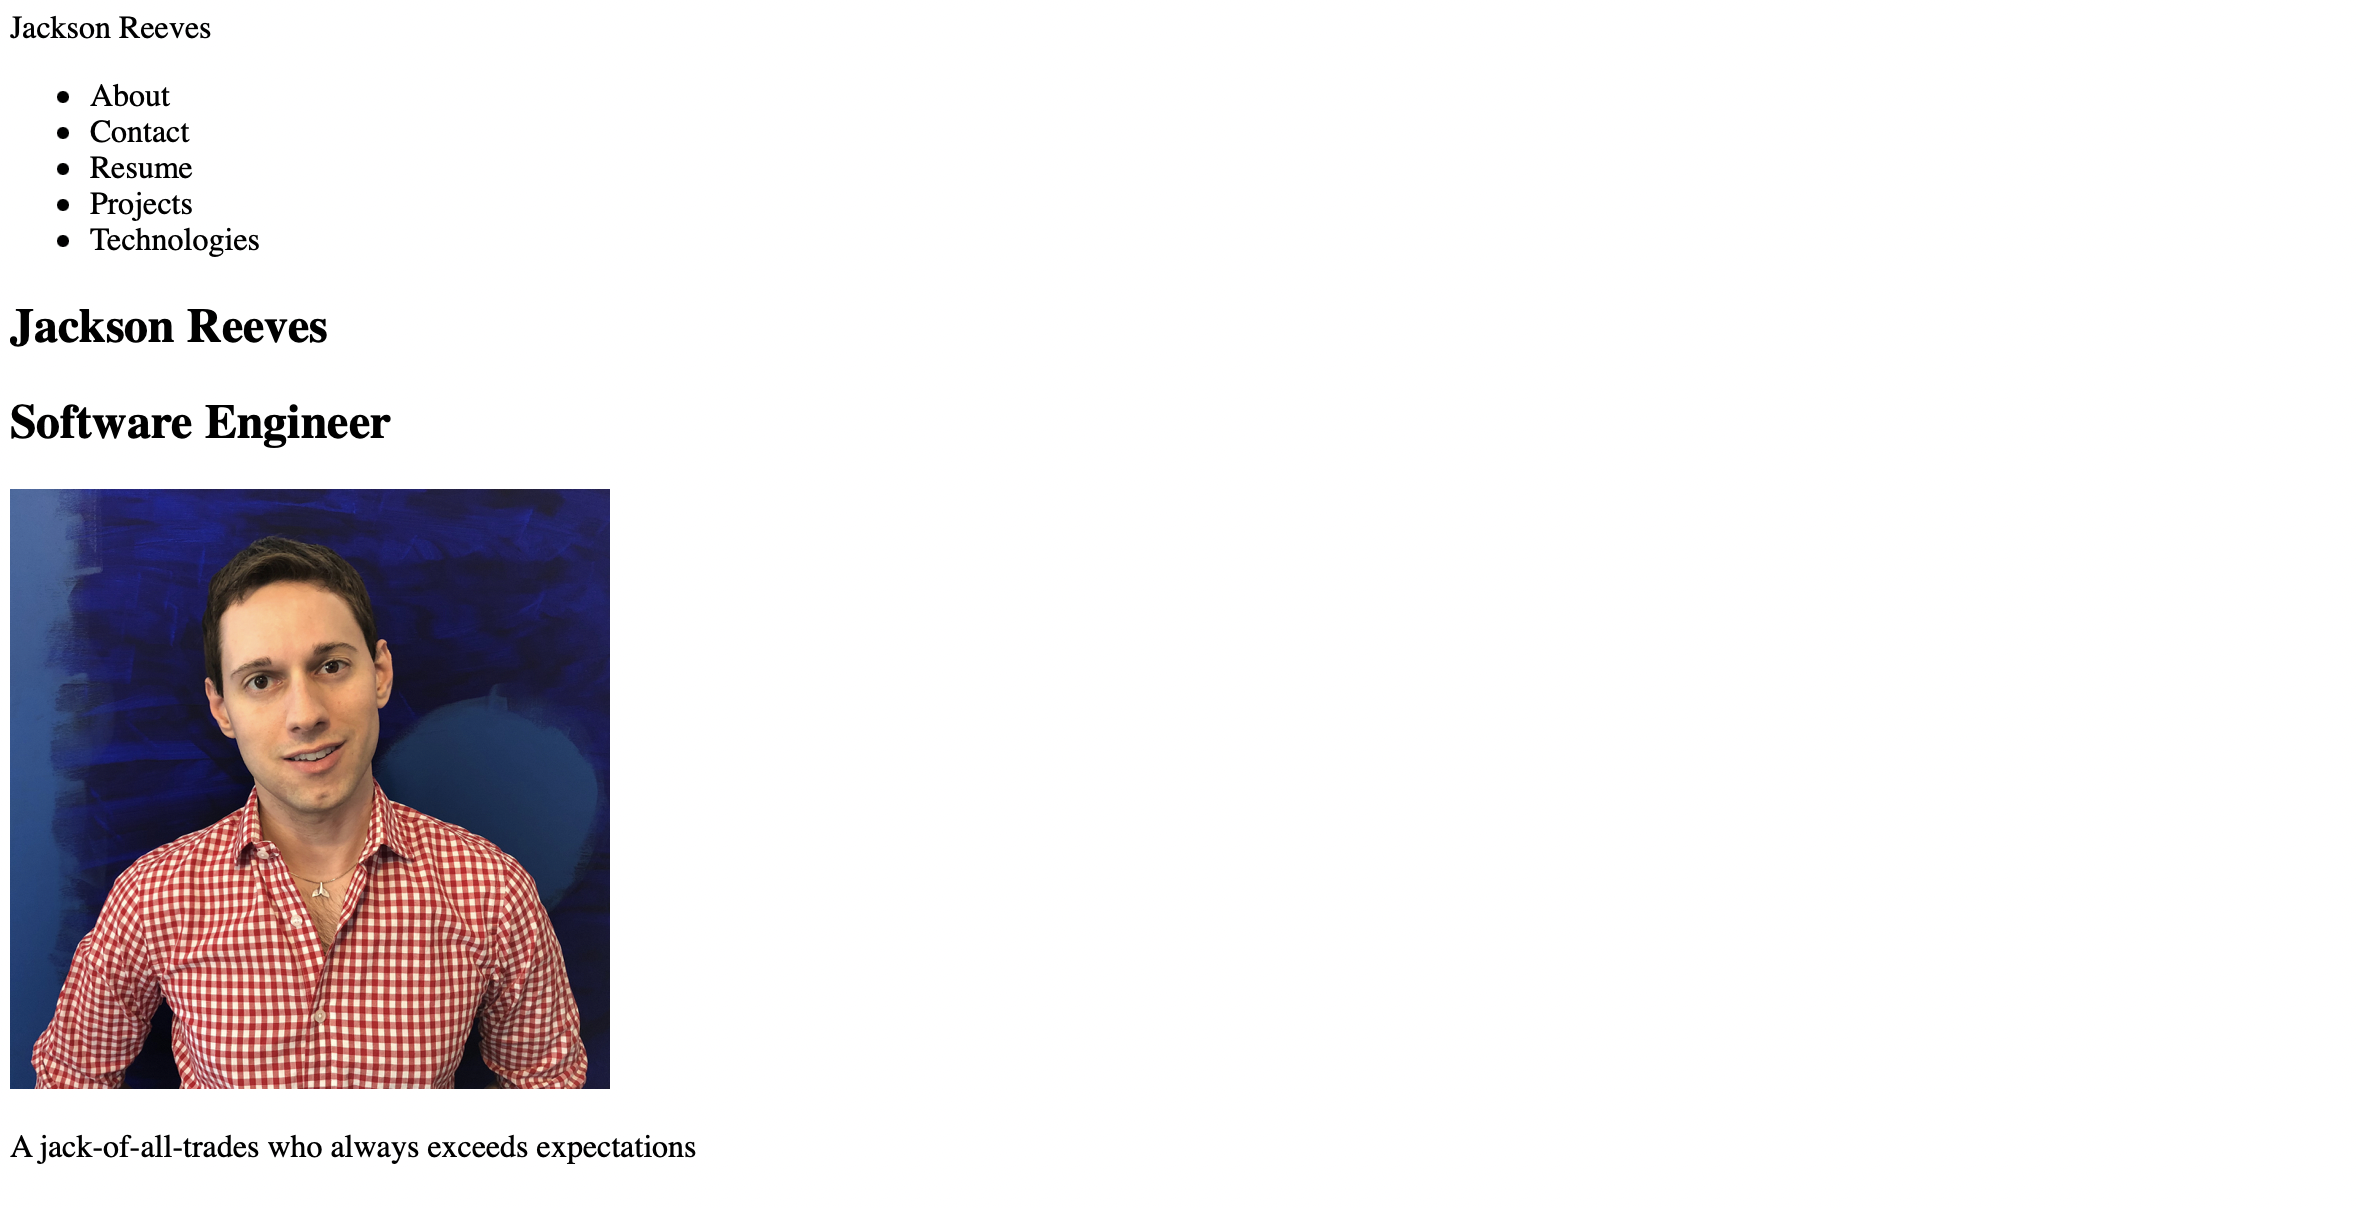 Jackson Reeves
About
Contact
Resume
Projects
Technologies
Jackson Reeves
Software Engineer
A jack-of-all-trades who always exceeds expectations